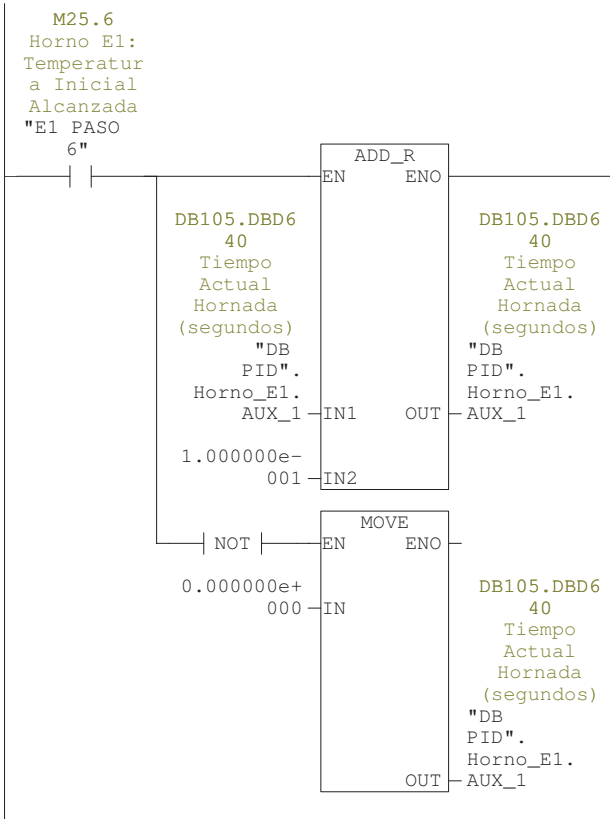 M25.6
Horno E1:
Temperatur
a Inicial
Alcanzada
"E1 PASO
6"
ADD_R
EN ENO
DB105.DBD6
40
Tiempo
Actual
Hornada
(segundos)
"DB
PID".
Horno_E1.
AUX_1
IN1 OUT
DB105.DBD6
40
Tiempo
Actual
Hornada
(segundos)
"DB
PID".
Horno_E1.
AUX_1
1.000000e-
001
IN2
NOT
MOVE
EN ENO
0.000000e+
000
IN
OUT
DB105.DBD6
40
Tiempo
Actual
Hornada
(segundos)
"DB
PID".
Horno_E1.
AUX_1